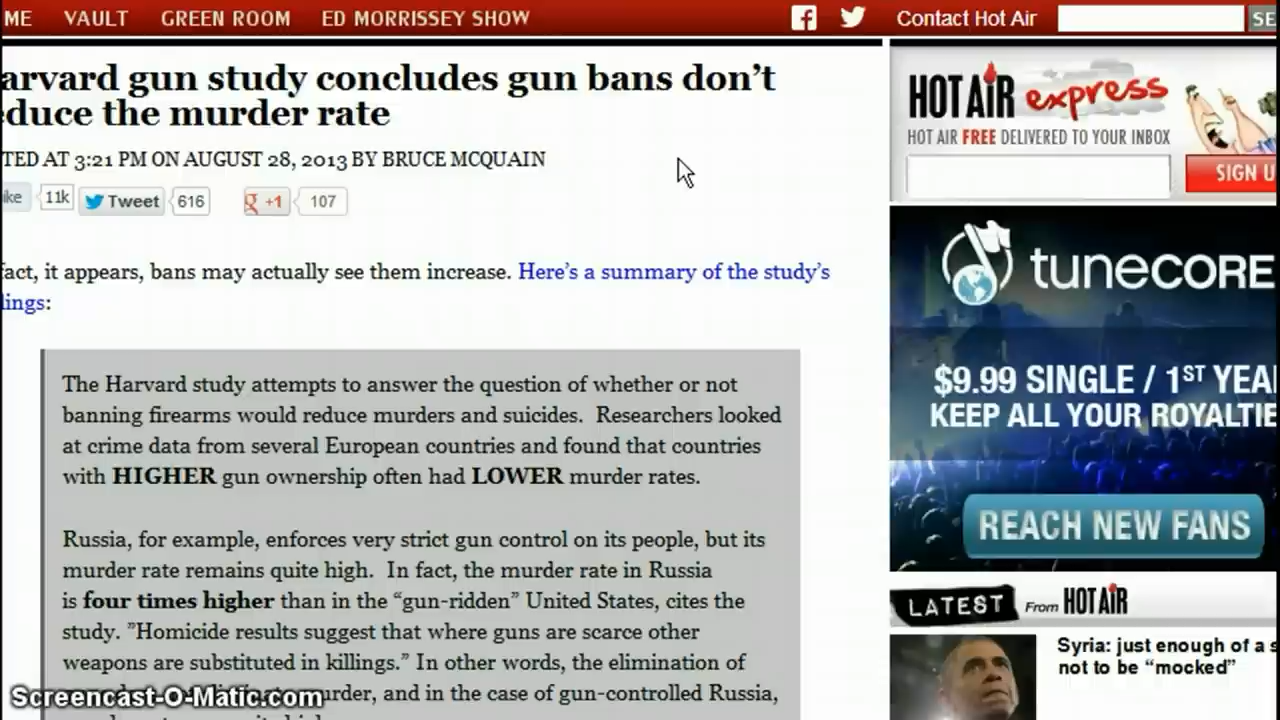 ME VAULT GREEN ROOM ED MORRISSEY SHOW Contact Hot Air SE
arvard gun study concludes gun bans don't
educe the murder rate
TED AT 3:21 PM ON AUGUST 28, 2013 BY BRUCE MCQUAIN
ike 11k Tweet 616 +1 107
fact, it appears, bans may actually see them increase. Here's a summary of the study's
lings:
The Harvard study attempts to answer the question of whether or not
banning firearms would reduce murders and suicides. Researchers looked
at crime data from several European countries and found that countries
with HIGHER gun ownership often had LOWER murder rates.
Russia, for example, enforces very strict gun control on its people, but its
murder rate remains quite high. In fact, the murder rate in Russia
is four times higher than in the "gun-ridden" United States, cites the
study. "Homicide results suggest that where guns are scarce other
weapons are substituted in killings." In other words, the elimination of
urder, and in the case of gun-controlled Russia,
Screencast-O-Matic.com
HOT AIR express
HOT AIR FREE DELIVERED TO YOUR INBOX
SIGN U
tunecore
$9.99 SINGLE / 1ST YEA
KEEP ALL YOUR ROYALTIE
REACH NEW FANS
LATEST From HOT AIR
Syria: just enough of a s
not to be "mocked"